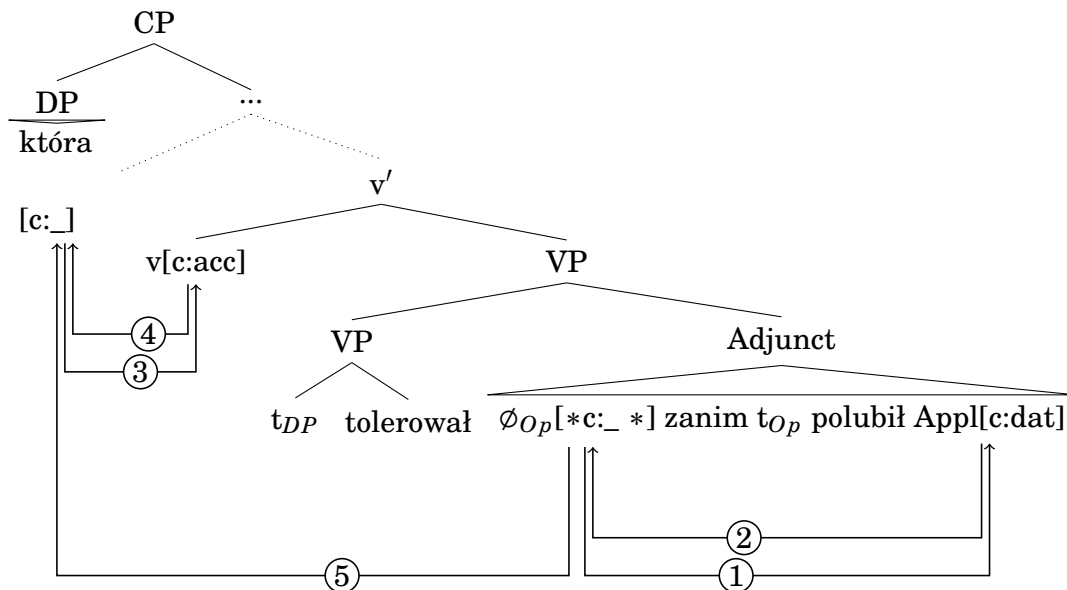 CP
DP ...
która
v′
[c:_]
v[c:acc] VP
④
③
VP Adjunct
t_DP tolerował ∅_Op[∗c:_ ∗] zanim t_Op polubił Appl[c:dat]
②
⑤ ①